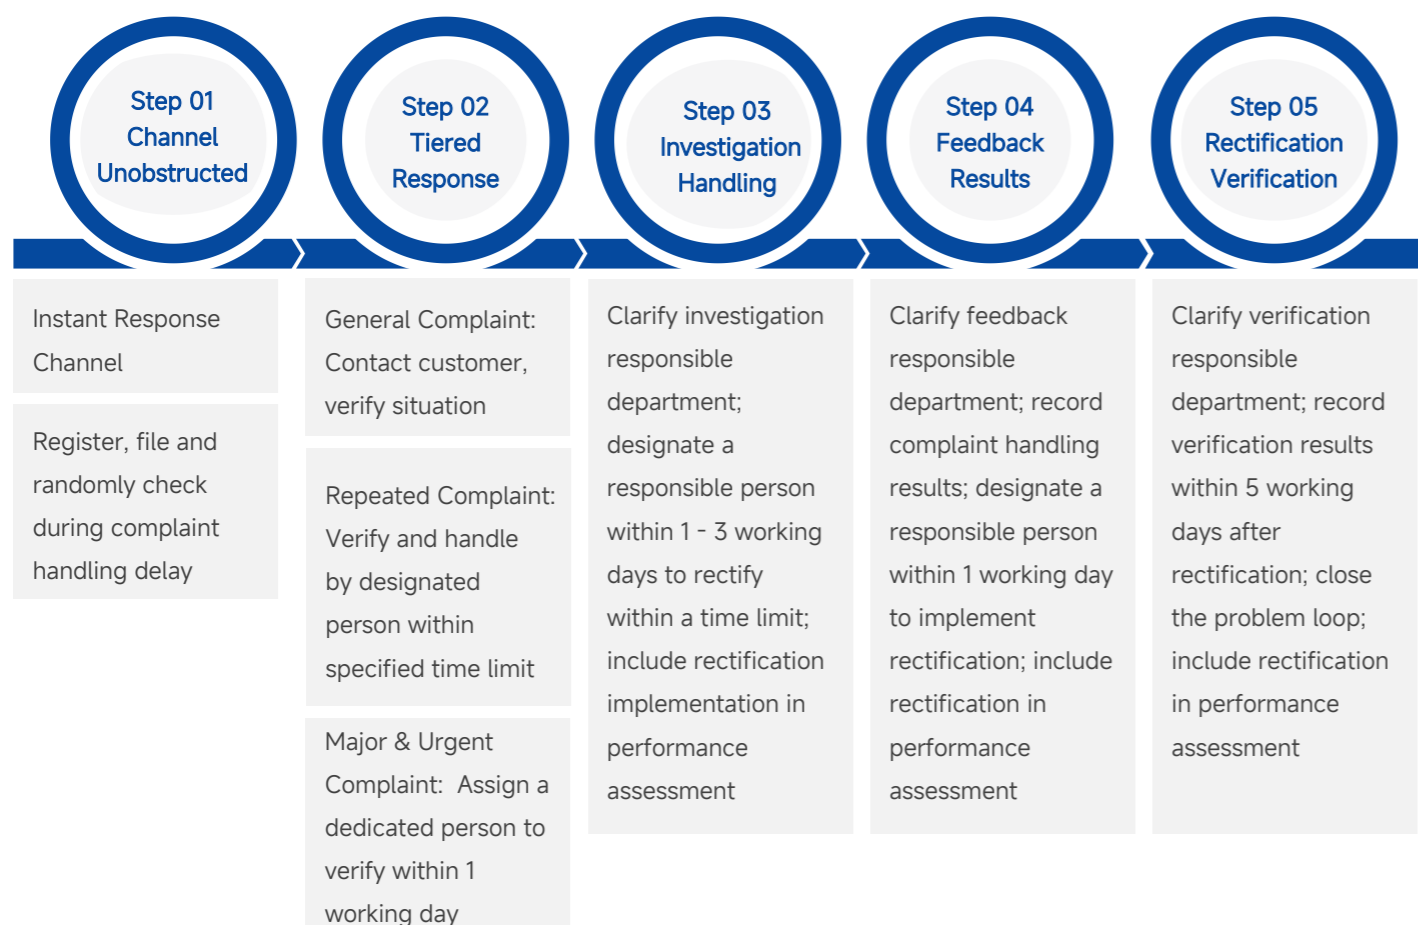 Step 01
Channel
Unobstructed
Step 02
Tiered
Response
Step 03
Investigation
Handling
Step 04
Feedback
Results
Step 05
Rectification
Verification
Instant Response
Channel
Register, file and
randomly check
during complaint
handling delay
General Complaint:
Contact customer,
verify situation
Repeated Complaint:
Verify and handle
by designated
person within
specified time limit
Major & Urgent
Complaint:  Assign a
dedicated person to
verify within 1
working day
Clarify investigation
responsible
department;
designate a
responsible person
within 1 - 3 working
days to rectify
within a time limit;
include rectification
implementation in
performance
assessment
Clarify feedback
responsible
department; record
complaint handling
results; designate a
responsible person
within 1 working day
to implement
rectification; include
rectification in
performance
assessment
Clarify verification
responsible
department; record
verification results
within 5 working
days after
rectification; close
the problem loop;
include rectification
in performance
assessment